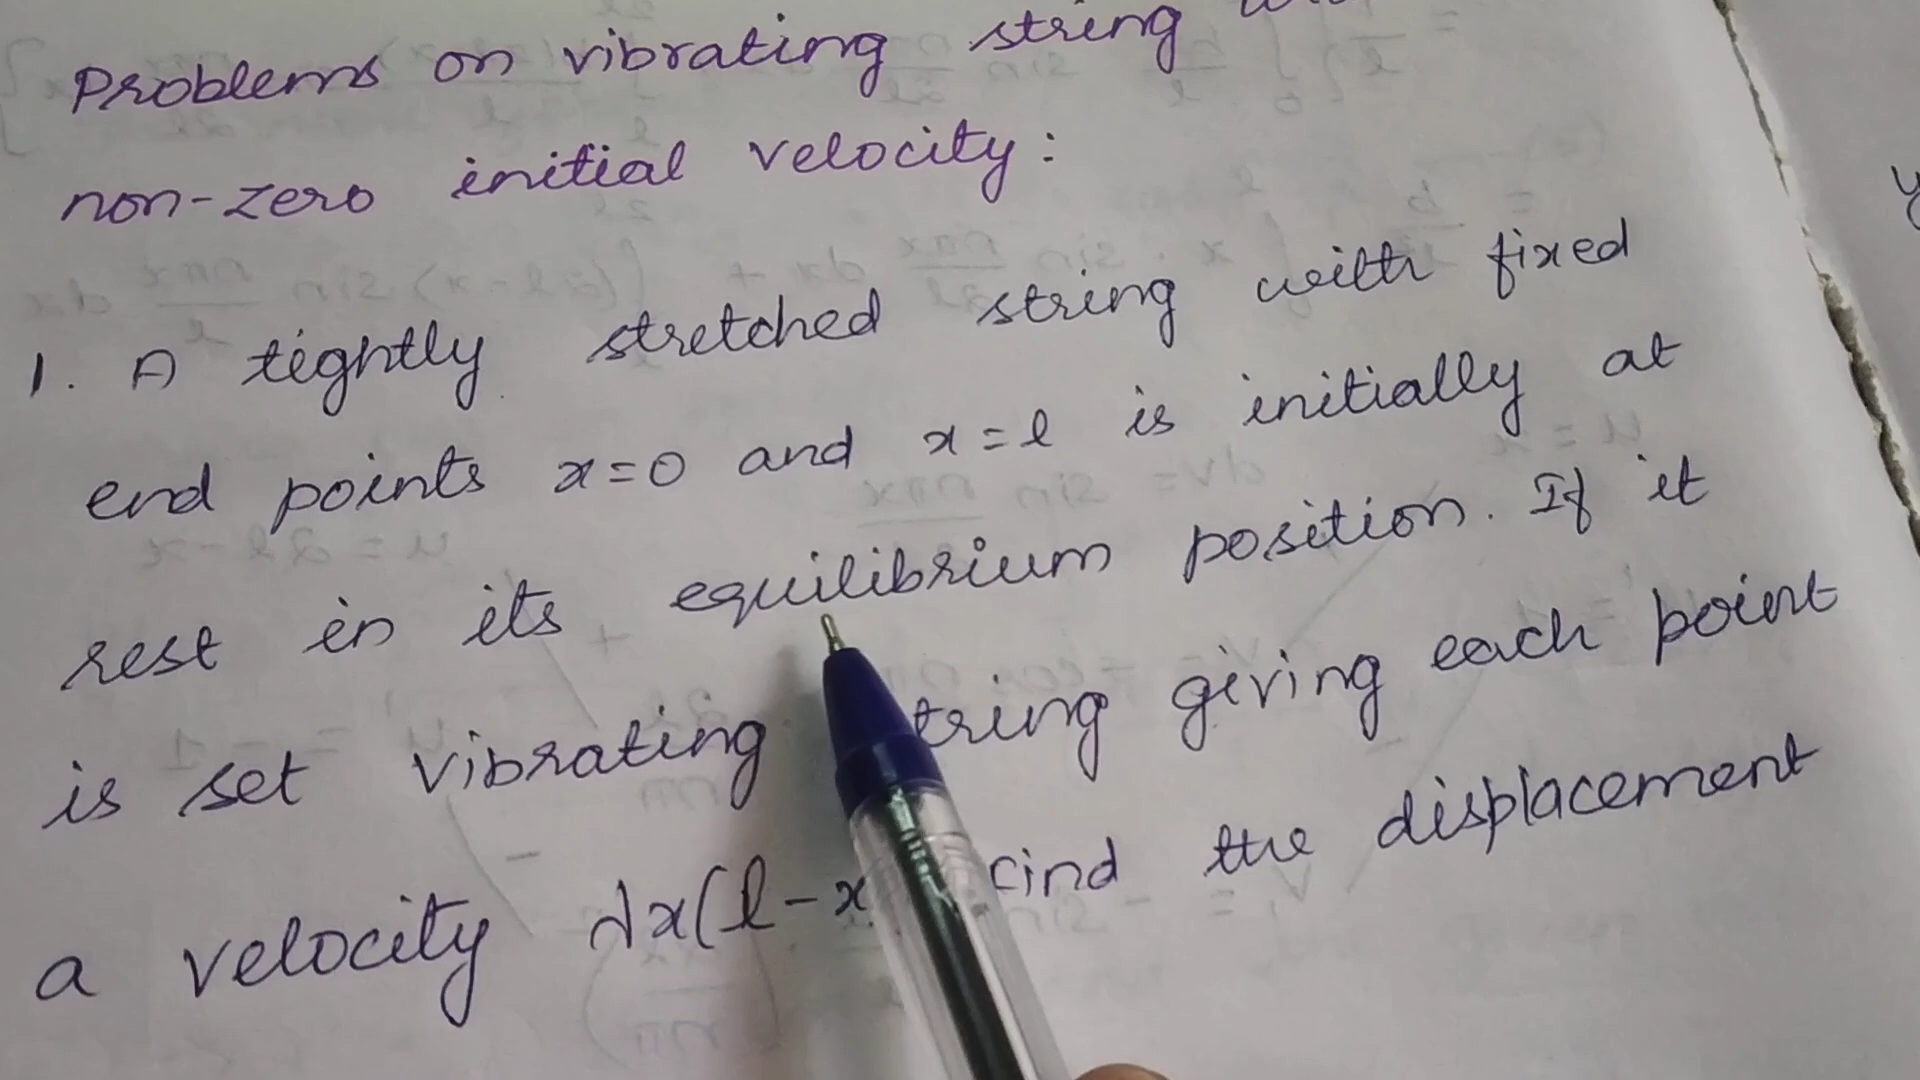 Problems on vibrating string
non-zero initial velocity:
1. A tightly stretched string with fixed
end points x=0 and x=l is initially at
rest in its equilibrium position. If it
is set vibrating string giving each point
a velocity λx(l-x) find the displacement